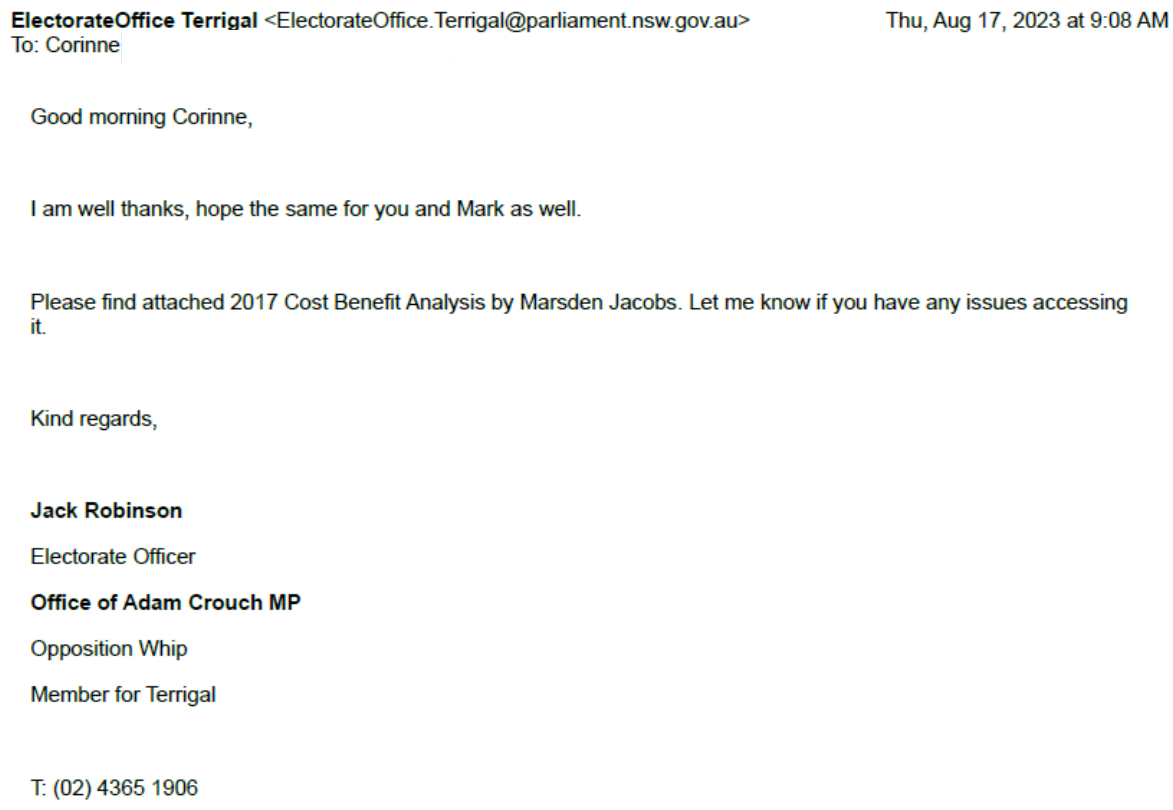 ElectorateOffice Terrigal <ElectorateOffice.Terrigal@parliament.nsw.gov.au> Thu, Aug 17, 2023 at 9:08 AM
To: Corinne
Good morning Corinne,
I am well thanks, hope the same for you and Mark as well.
Please find attached 2017 Cost Benefit Analysis by Marsden Jacobs. Let me know if you have any issues accessing
it.
Kind regards,
Jack Robinson
Electorate Officer
Office of Adam Crouch MP
Opposition Whip
Member for Terrigal
T: (02) 4365 1906